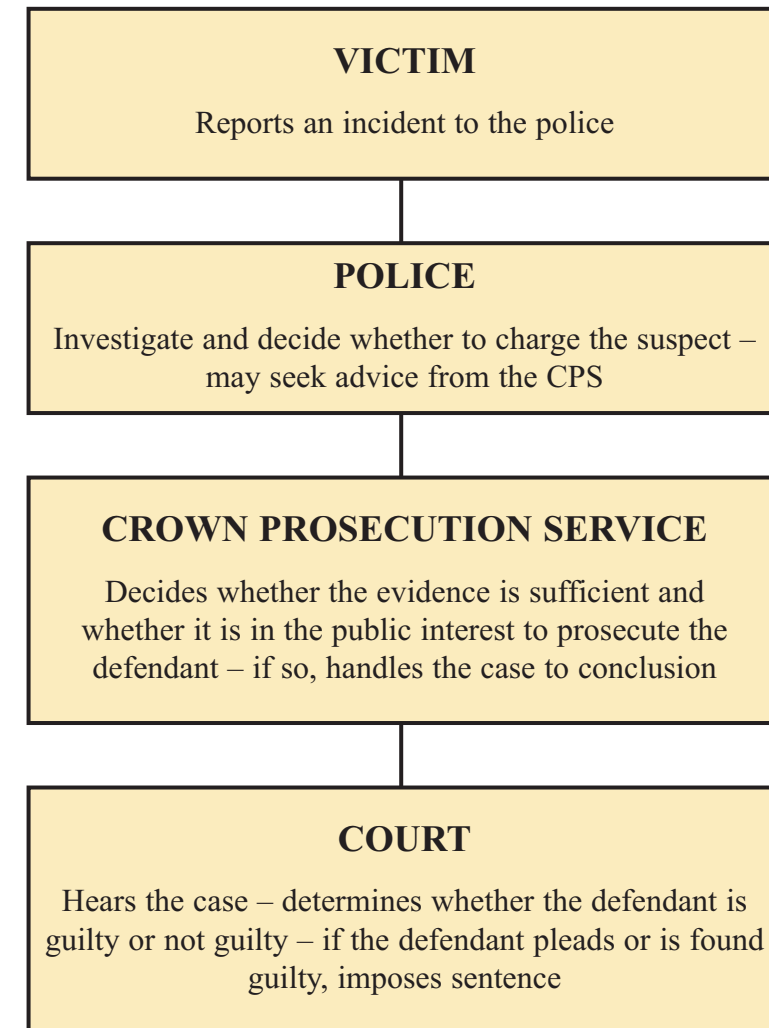 VICTIM
Reports an incident to the police
POLICE
Investigate and decide whether to charge the suspect –
may seek advice from the CPS
CROWN PROSECUTION SERVICE
Decides whether the evidence is sufficient and
whether it is in the public interest to prosecute the
defendant – if so, handles the case to conclusion
COURT
Hears the case – determines whether the defendant is
guilty or not guilty – if the defendant pleads or is found
guilty, imposes sentence